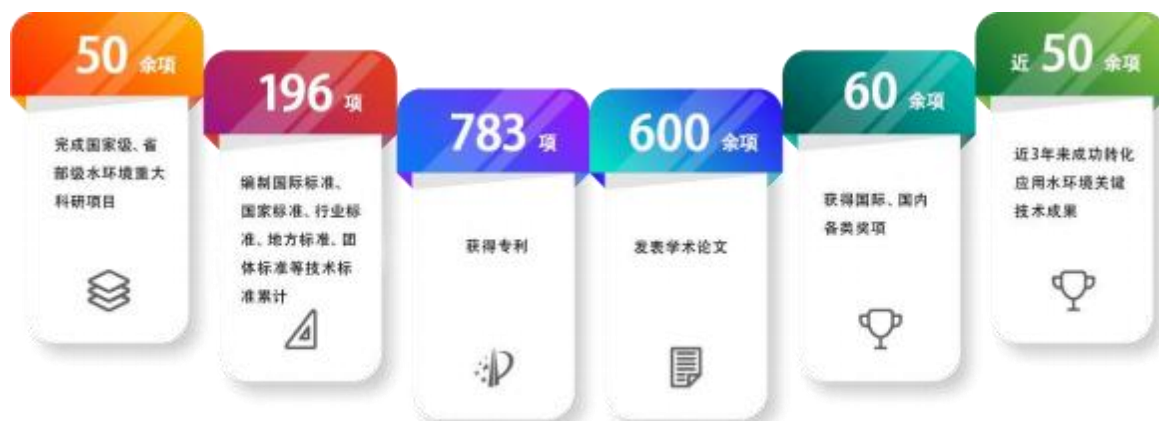 50 余项
完成国家级、省
部级水环境重大
科研项目
196 项
编制国际标准、
国家标准、行业标
准、地方标准、团
体标准等技术标
准累计
783 项
获得专利
600 余项
发表学术论文
60 余项
获得国际、国内
各类奖项
近 50 余项
近3年来成功转化
应用水环境关键
技术成果